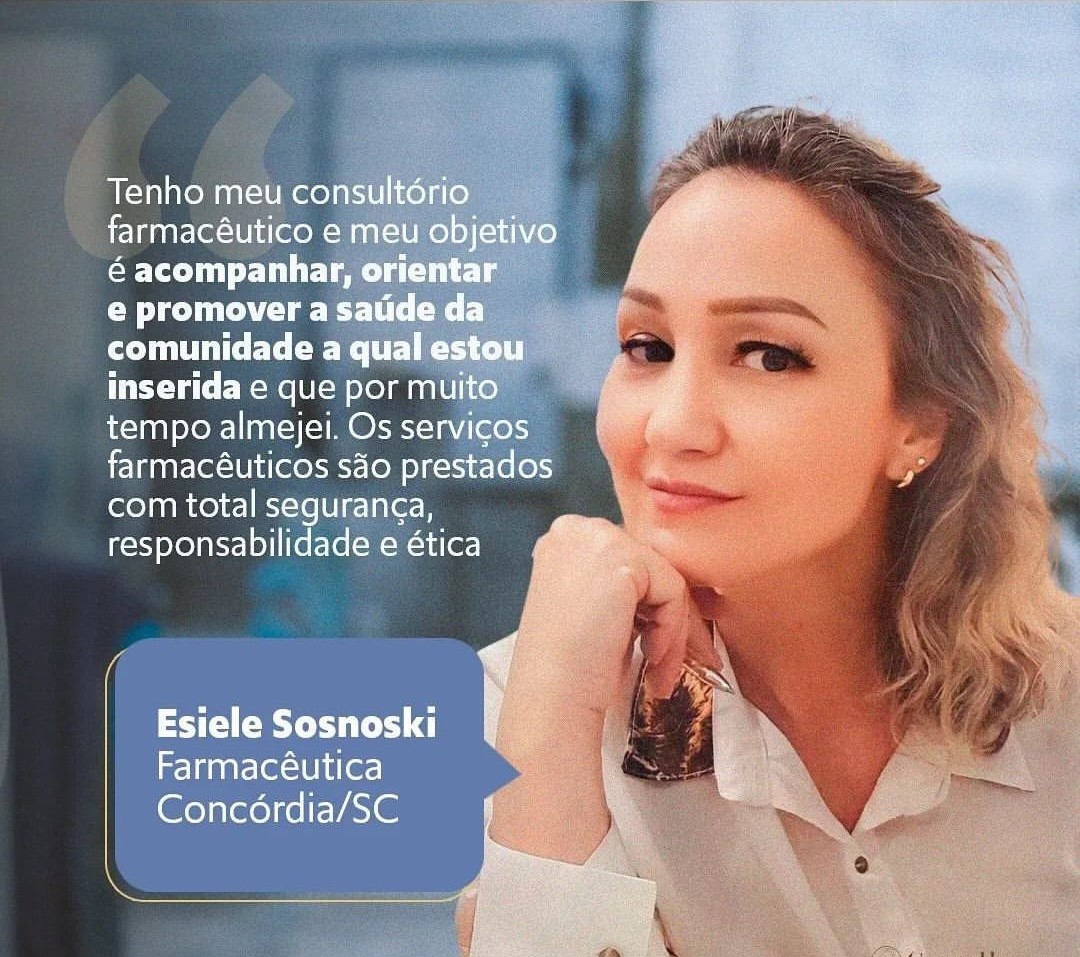 “
Tenho meu consultório
farmacêutico e meu objetivo
é acompanhar, orientar
e promover a saúde da
comunidade a qual estou
inserida e que por muito
tempo almejei. Os serviços
farmacêuticos são prestados
com total segurança,
responsabilidade e ética
Esiele Sosnoski
Farmacêutica
Concórdia/SC